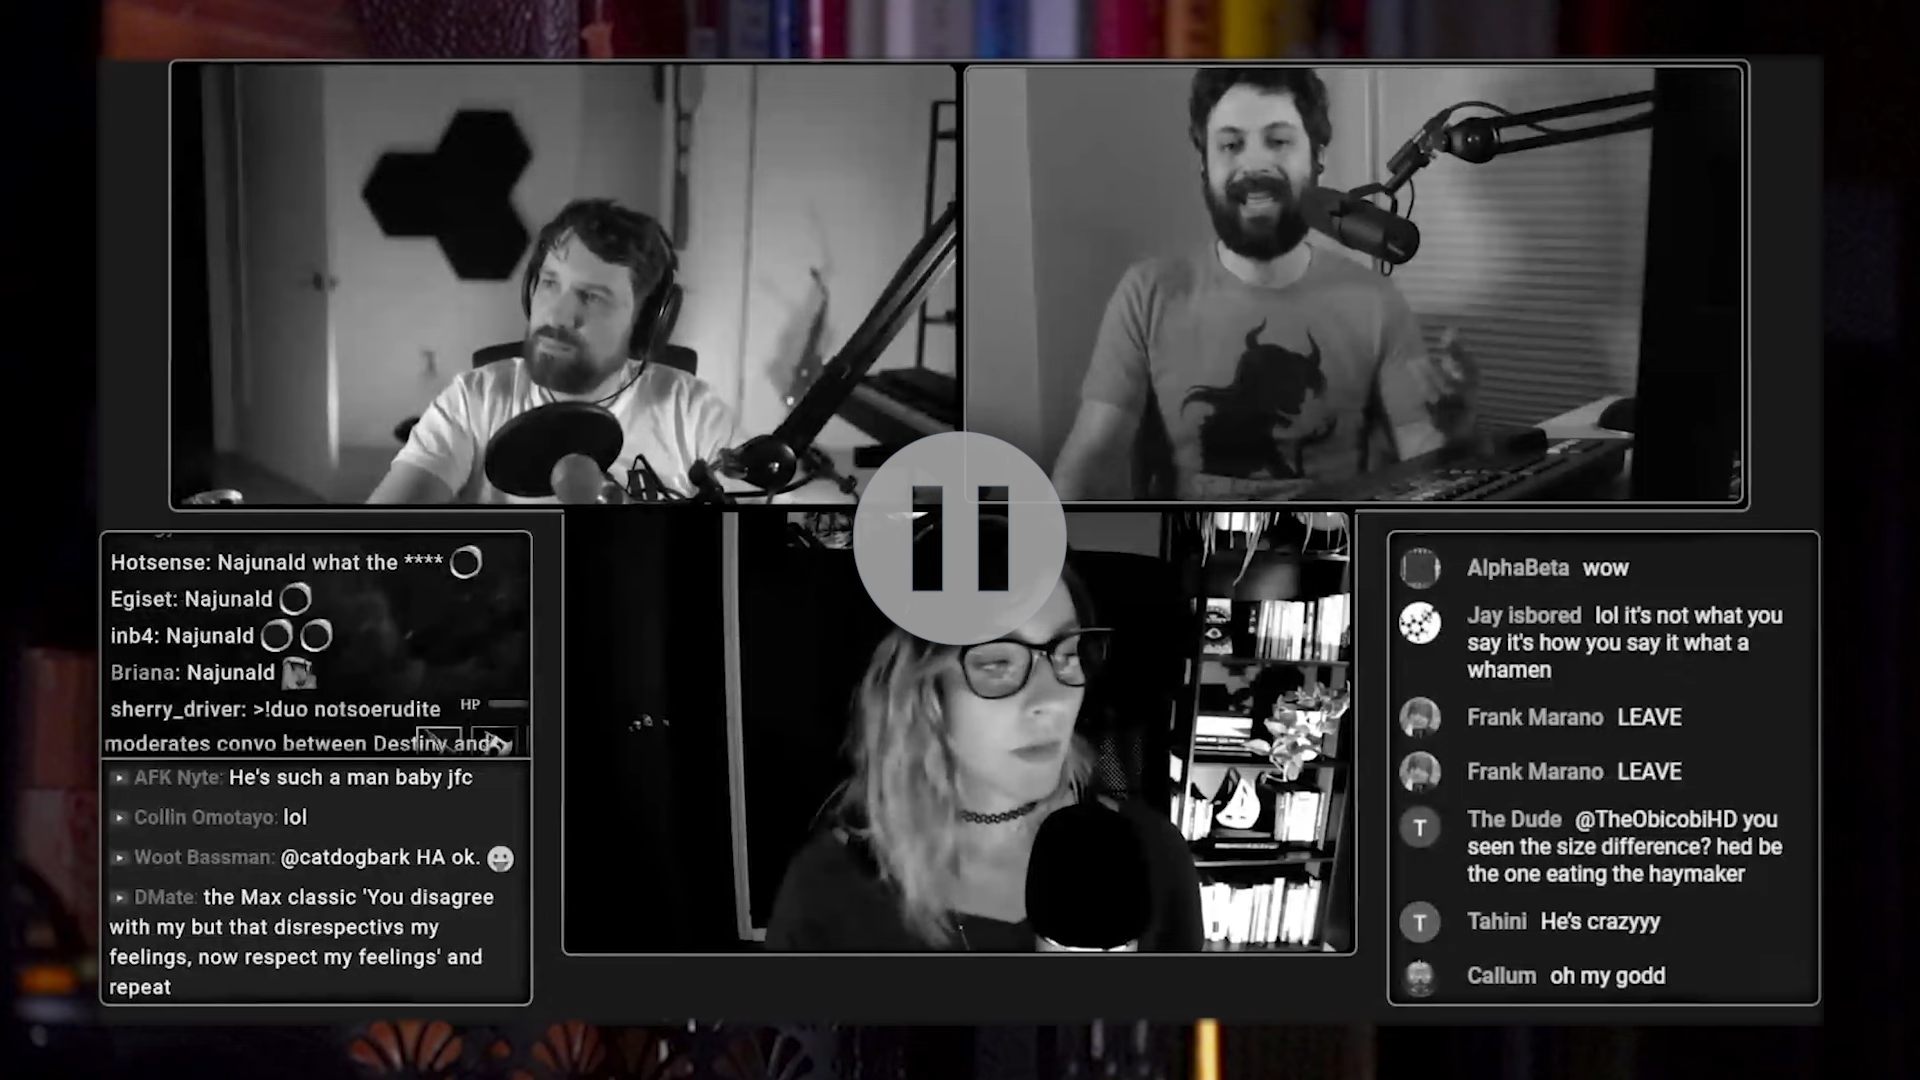 Hotsense: Najunald what the ****
Egiset: Najunald
inb4: Najunald
Briana: Najunald
sherry_driver: >!duo notsoerudite
HP
moderates convo between Destiny and
AFK Nyte: He's such a man baby jfc
Collin Omotayo: lol
Woot Bassman: @catdogbark HA ok.
DMate: the Max classic 'You disagree
with my but that disrespectivs my
feelings, now respect my feelings' and
repeat
AlphaBeta wow
Jay isbored lol it's not what you
say it's how you say it what a
whamen
Frank Marano LEAVE
Frank Marano LEAVE
T
The Dude @TheObicobiHD you
seen the size difference? hed be
the one eating the haymaker
T
Tahini He's crazyyy
Callum oh my godd